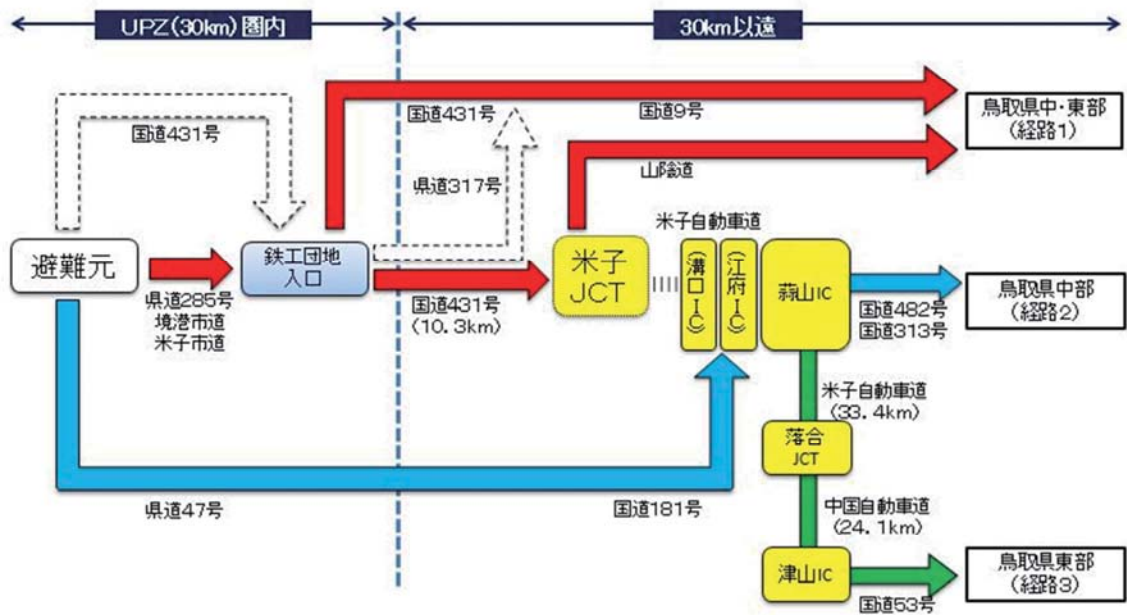 UPZ(30km)圏内
30km以遠
国道431号
国道431号
国道9号
鳥取県中・東部
(経路1)
県道317号
山陰道
米子自動車道
避難元
鉄工団地
入口
米子
JCT
(溝口IC)
(江府IC)
蒜山IC
鳥取県中部
(経路2)
県道285号
境港市道
米子市道
国道431号
(10.3km)
国道482号
国道313号
米子自動車道
(33.4km)
落合
JCT
県道47号
国道181号
中国自動車道
(24.1km)
津山IC
鳥取県東部
(経路3)
国道53号